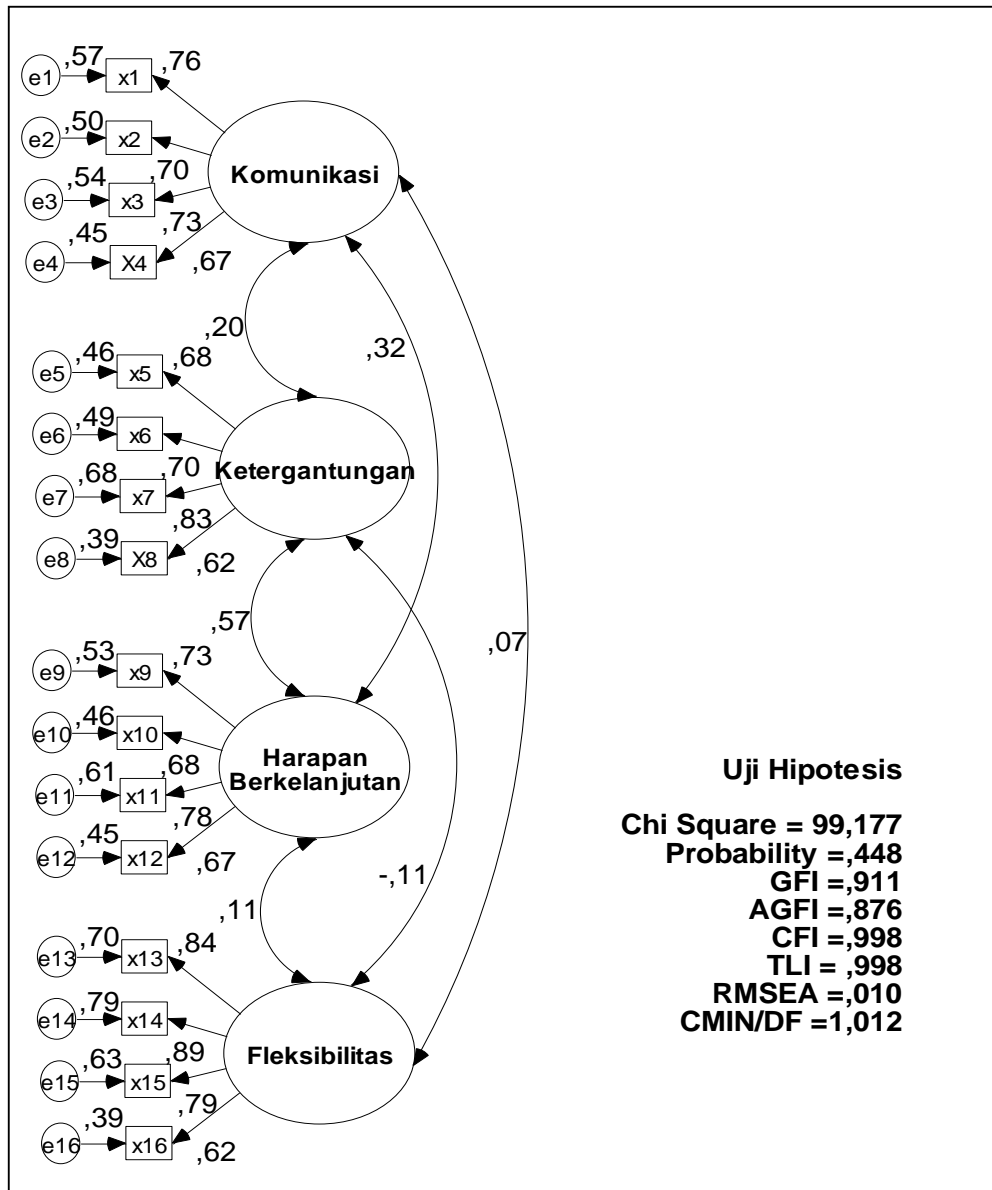 ,57
,76
e1
x1
,50
e2
x2
,54
,70
e3
x3
Komunikasi
,45
,73
e4
X4
,67
,20
,32
,46
,68
e5
x5
,49
e6
x6
,68
,70
e7
x7
Ketergantungan
,39
,83
e8
X8
,62
,57
,07
,53
,73
e9
x9
,46
e10
x10
,61
,68
e11
x11
Harapan
Berkelanjutan
,45
,78
e12
x12
,67
-,11
,11
,70
,84
e13
x13
,79
e14
x14
,63
,89
e15
x15
Fleksibilitas
,39
,79
e16
x16
,62
Uji Hipotesis
Chi Square = 99,177
Probability =,448
GFI =,911
AGFI =,876
CFI =,998
TLI = ,998
RMSEA =,010
CMIN/DF =1,012